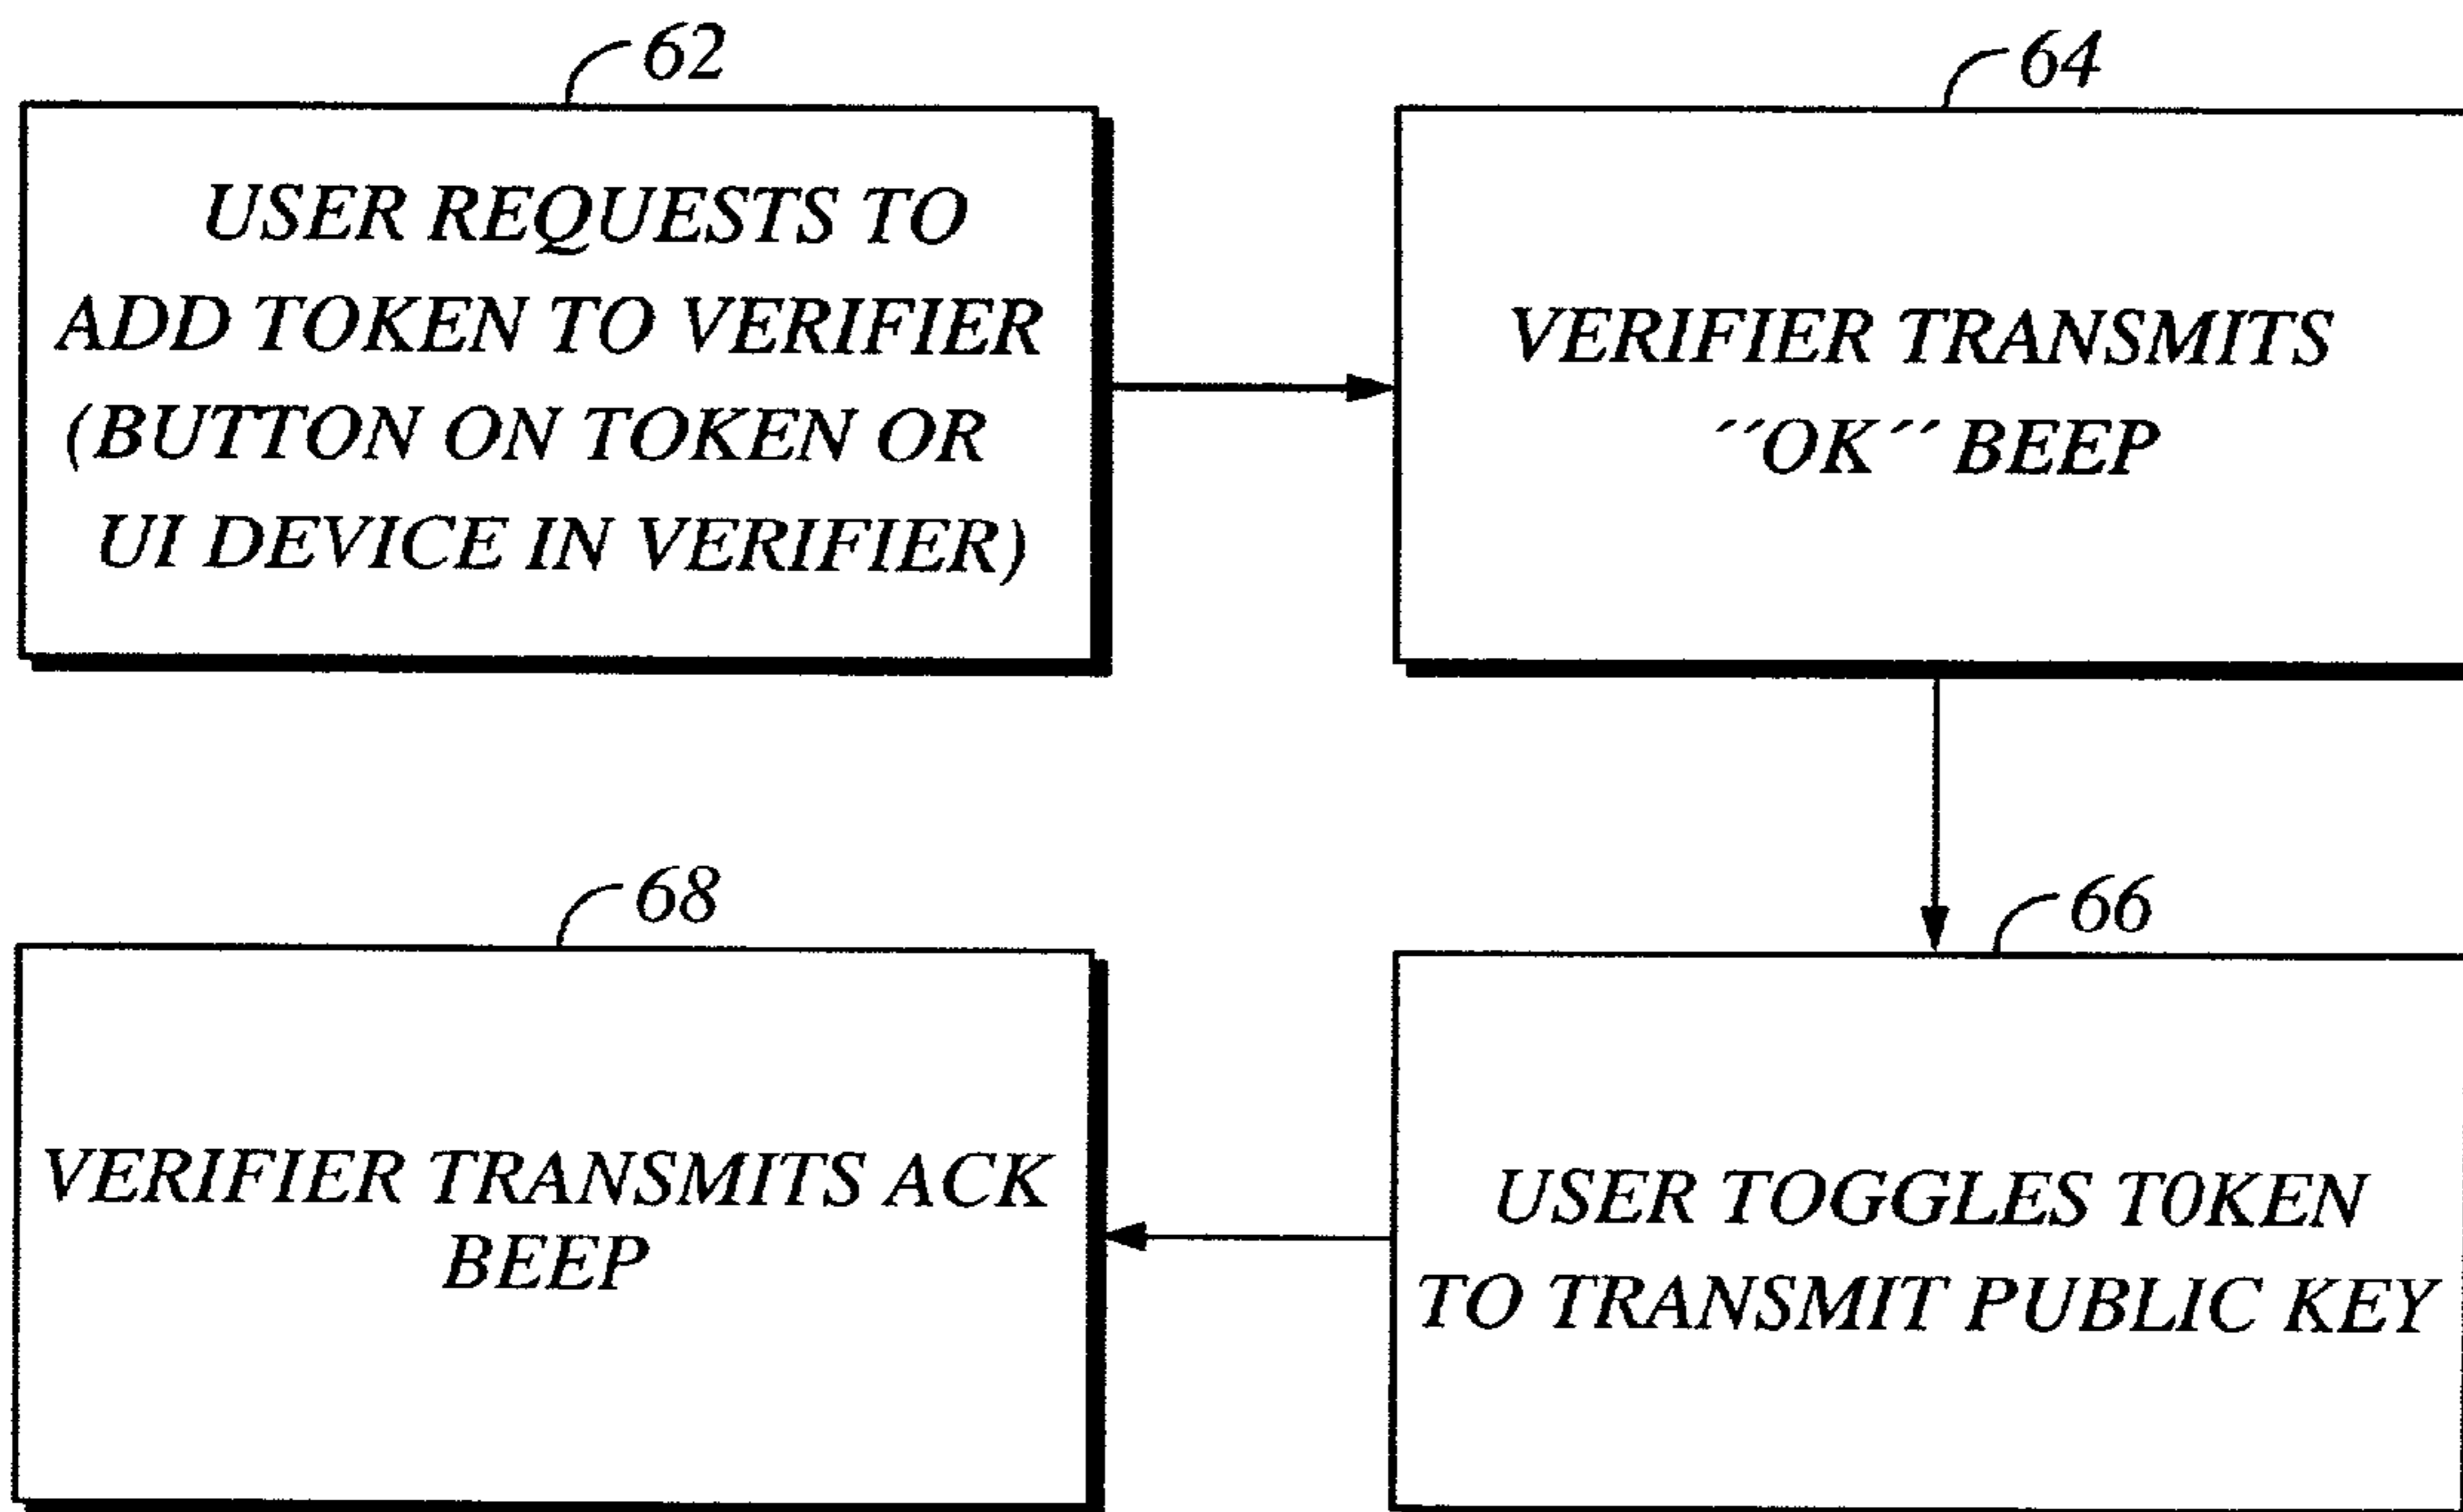 62
USER REQUESTS TO
ADD TOKEN TO VERIFIER
(BUTTON ON TOKEN OR
UI DEVICE IN VERIFIER)
64
VERIFIER TRANSMITS
´´OK´´ BEEP
66
USER TOGGLES TOKEN
TO TRANSMIT PUBLIC KEY
68
VERIFIER TRANSMITS ACK
BEEP